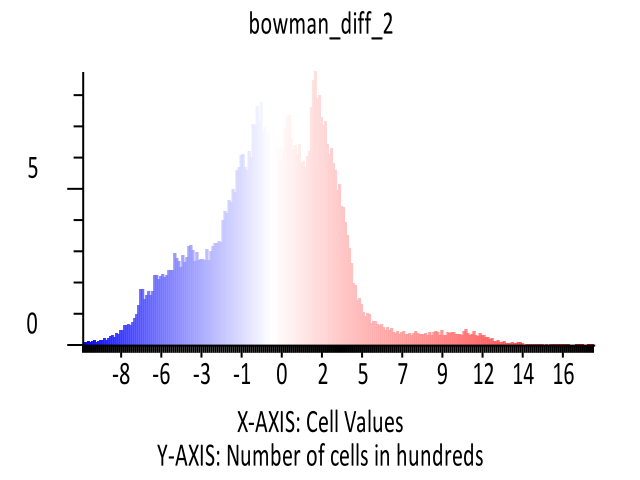 bowman_diff_2
5
0
-8 -6 -3 -1 0 2 5 7 9 12 14 16
X-AXIS: Cell Values
Y-AXIS: Number of cells in hundreds